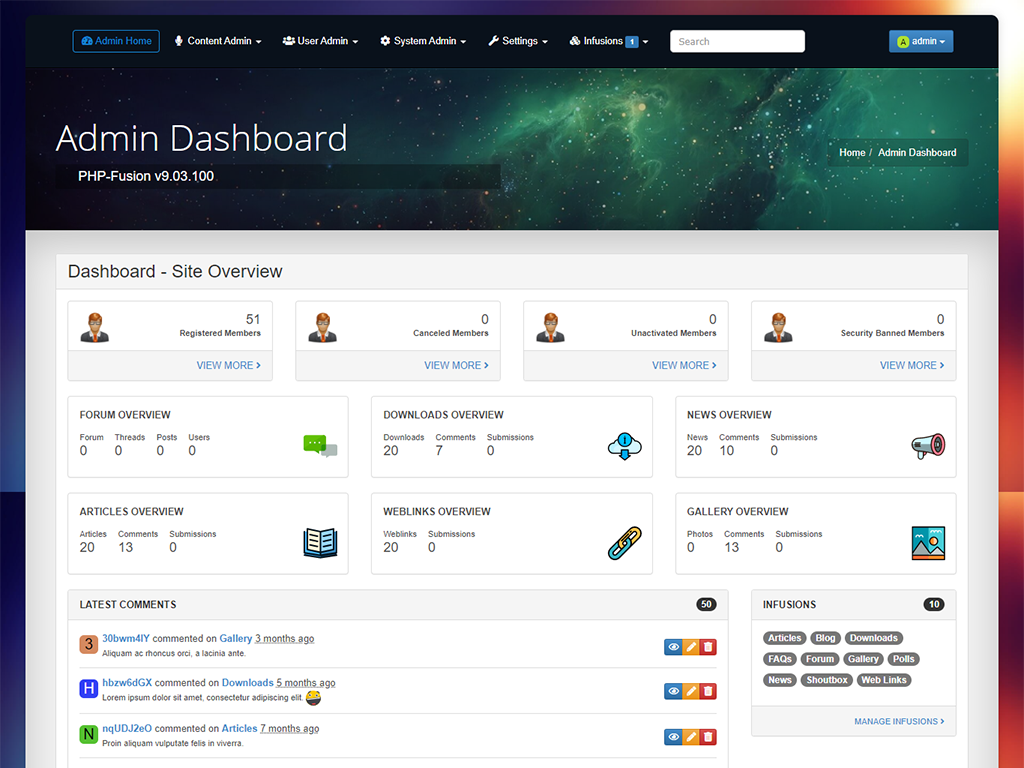 Admin Home Content Admin User Admin System Admin Settings Infusions 1 Search A admin
Admin Dashboard
PHP-Fusion v9.03.100
Home / Admin Dashboard
Dashboard - Site Overview
51
Registered Members
VIEW MORE
0
Canceled Members
VIEW MORE
0
Unactivated Members
VIEW MORE
0
Security Banned Members
VIEW MORE
FORUM OVERVIEW
Forum Threads Posts Users
0 0 0 0
DOWNLOADS OVERVIEW
Downloads Comments Submissions
20 7 0
NEWS OVERVIEW
News Comments Submissions
20 10 0
ARTICLES OVERVIEW
Articles Comments Submissions
20 13 0
WEBLINKS OVERVIEW
Weblinks Submissions
20 0
GALLERY OVERVIEW
Photos Comments Submissions
0 13 0
LATEST COMMENTS 50
3 30bwm4IY commented on Gallery 3 months ago
Aliquam ac rhoncus orci, a lacinia ante.
H hbzw6dGX commented on Downloads 5 months ago
Lorem ipsum dolor sit amet, consectetur adipiscing elit.
N nqUDJ2eO commented on Articles 7 months ago
Proin aliquam vulputate felis in viverra.
INFUSIONS 10
Articles Blog Downloads
FAQs Forum Gallery Polls
News Shoutbox Web Links
MANAGE INFUSIONS